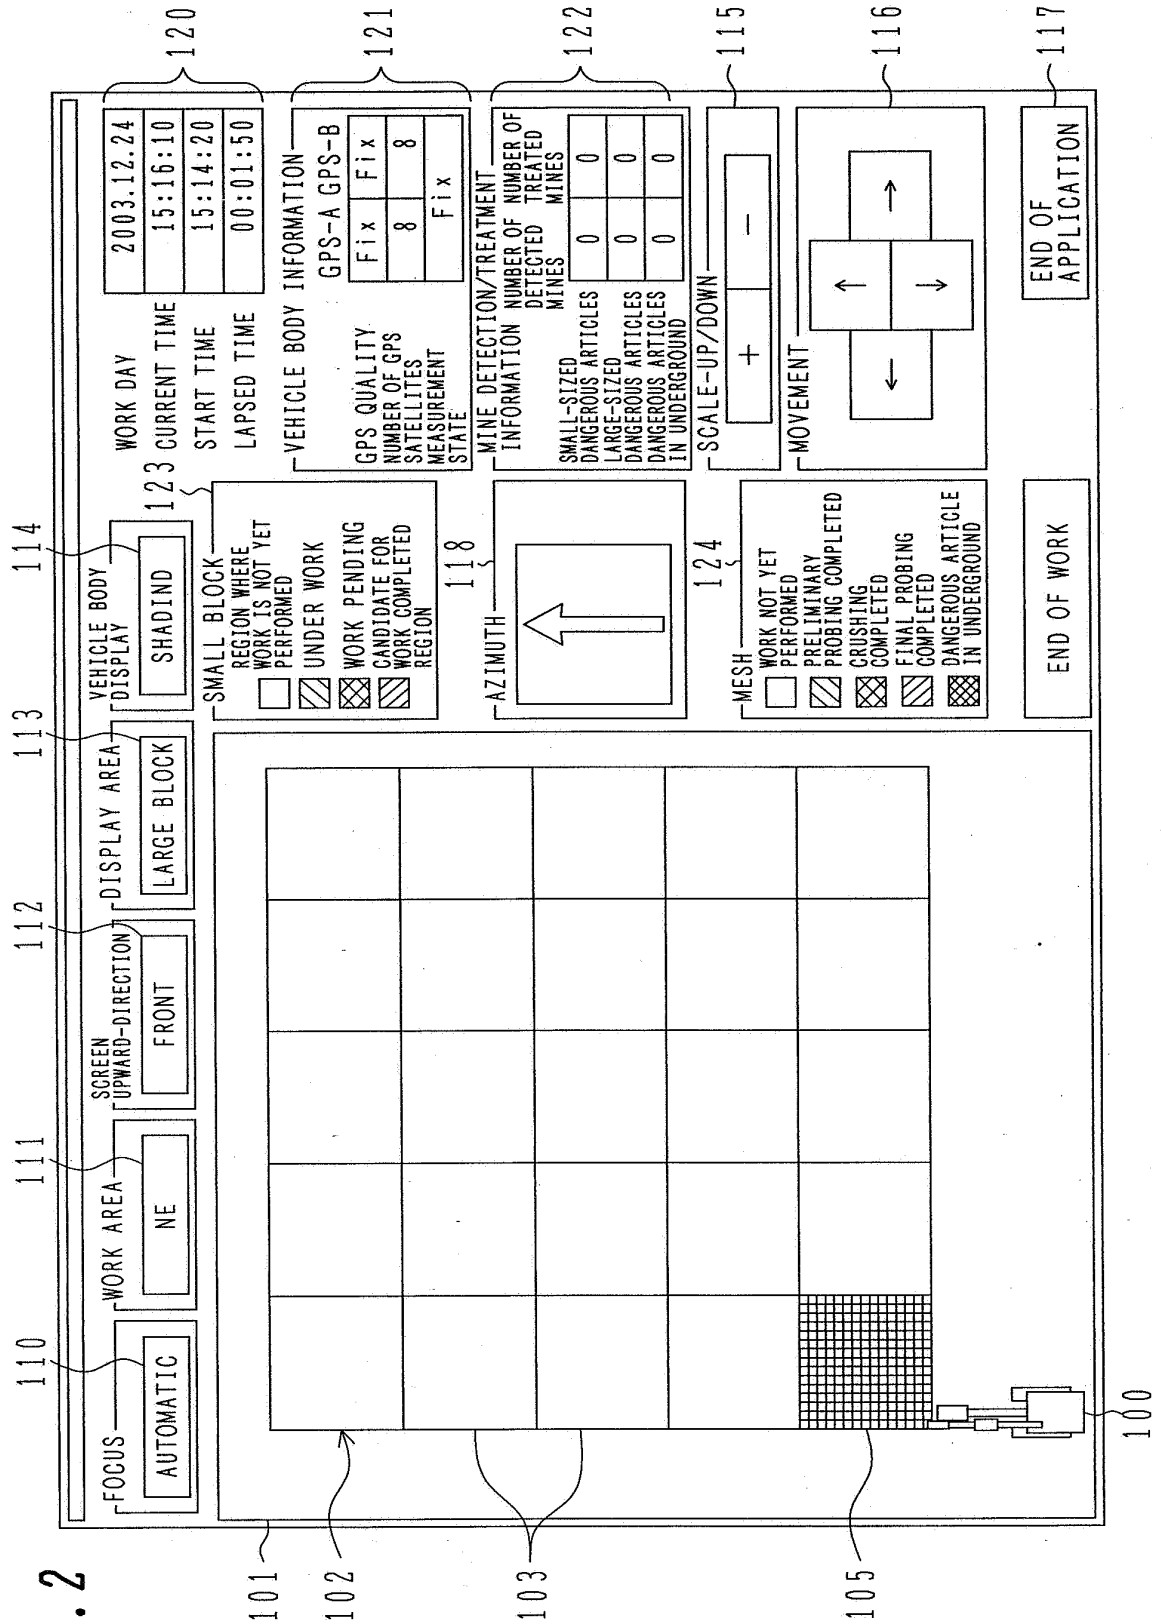 . 2
110
111
112
113
114
FOCUS
AUTOMATIC
WORK AREA
NE
SCREEN
UPWARD-DIRECTION
FRONT
DISPLAY AREA
LARGE BLOCK
VEHICLE BODY
DISPLAY
SHADIND
101
102
103
105
100
123
SMALL BLOCK
REGION WHERE
WORK IS NOT YET
PERFORMED
UNDER WORK
WORK PENDING
CANDIDATE FOR
WORK COMPLETED
REGION
118
AZIMUTH
124
MESH
WORK NOT YET
PERFORMED
PRELIMINARY
PROBING COMPLETED
CRUSHING
COMPLETED
FINAL PROBING
COMPLETED
DANGEROUS ARTICLE
IN UNDERGROUND
END OF WORK
WORK DAY 2003.12.24
CURRENT TIME 15:16:10
START TIME 15:14:20
LAPSED TIME 00:01:50
120
VEHICLE BODY INFORMATION
GPS-A GPS-B
GPS QUALITY Fix Fix
NUMBER OF GPS
SATELLITES 8 8
MEASUREMENT
STATE Fix
121
MINE DETECTION/TREATMENT
INFORMATION
NUMBER OF
DETECTED
MINES
NUMBER OF
TREATED
MINES
SMALL-SIZED
DANGEROUS ARTICLES 0 0
LARGE-SIZED
DANGEROUS ARTICLES 0 0
DANGEROUS ARTICLES
IN UNDERGROUND 0 0
122
SCALE-UP/DOWN
+ −
115
MOVEMENT
↑
← →
↓
116
END OF
APPLICATION
117